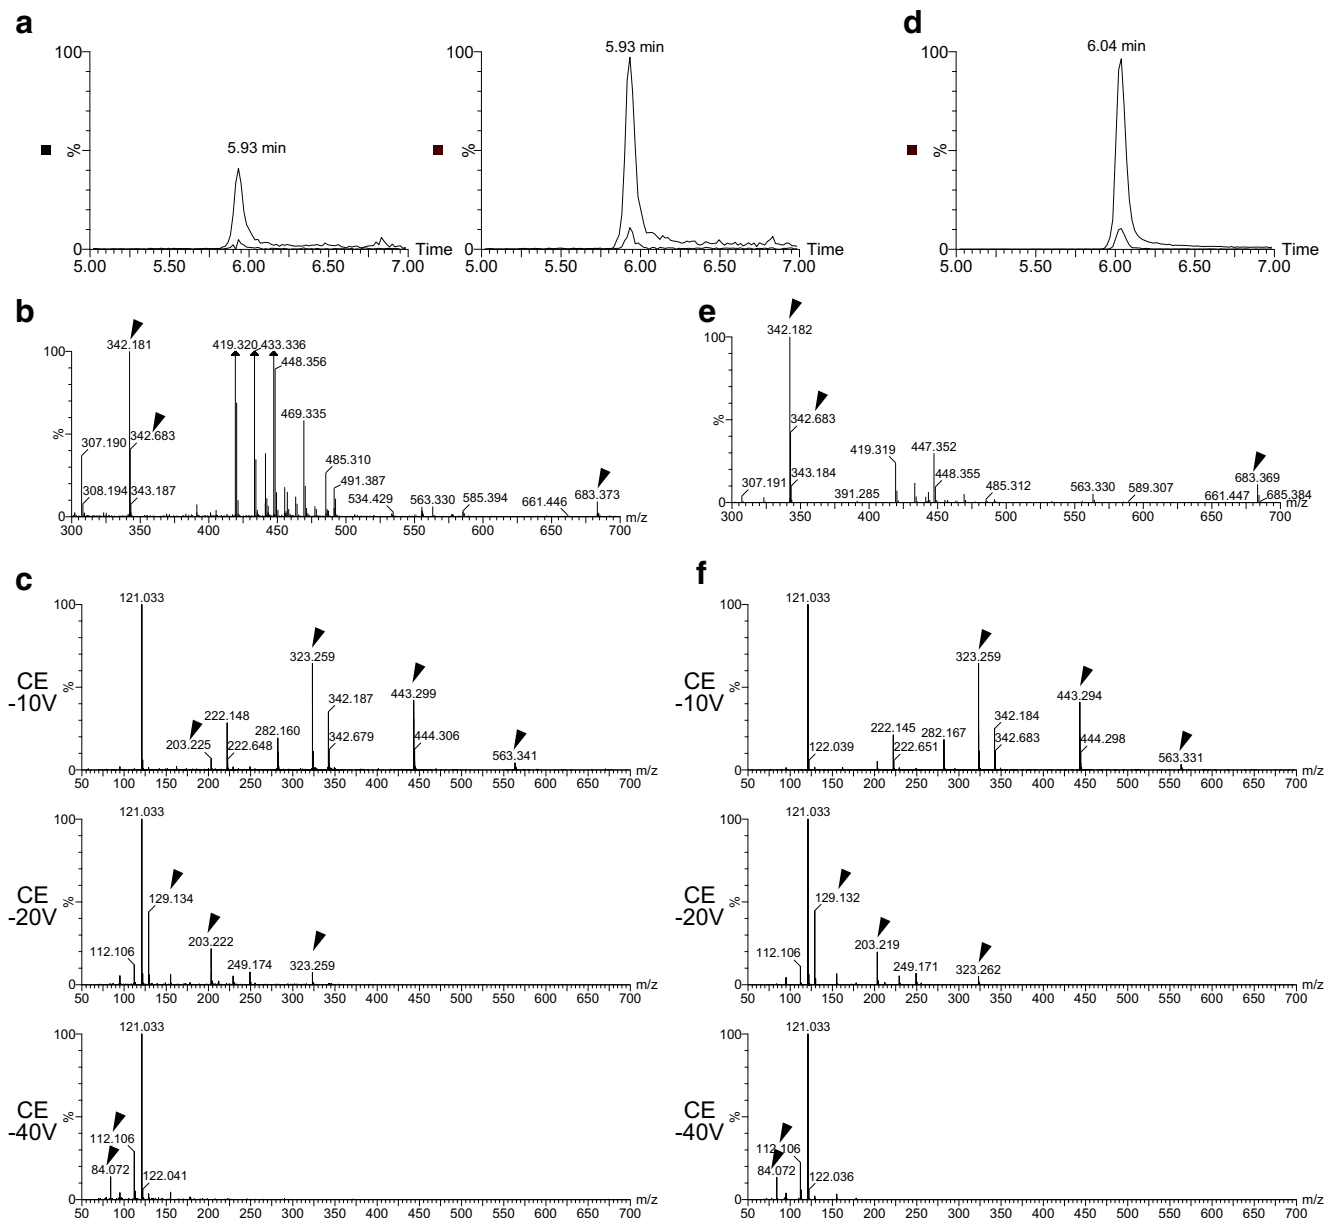 a
d
100
5.93 min
%
0
5.00 5.50 6.00 6.50 7.00
Time
100
5.93 min
%
0
5.00 5.50 6.00 6.50 7.00
Time
100
6.04 min
%
0
5.00 5.50 6.00 6.50 7.00
Time
b
100
%
0
342.181
419.320 433.336
448.356
469.335
307.190
342.683
485.310
491.387
308.194 343.187
534.429
563.330
585.394
661.446
683.373
300 350 400 450 500 550 600 650 700
m/z
e
100
%
0
342.182
342.683
419.319
447.352
343.184
448.355
307.191
391.285
485.312
563.330
589.307
683.369
661.447
685.384
300 350 400 450 500 550 600 650 700
m/z
c
CE
-10V
100
%
0
121.033
323.259
443.299
342.187
222.148
282.160
203.225
222.648
342.679
444.306
563.341
50 100 150 200 250 300 350 400 450 500 550 600 650 700
m/z
CE
-20V
100
%
0
121.033
129.134
203.222
112.106
249.174
323.259
50 100 150 200 250 300 350 400 450 500 550 600 650 700
m/z
CE
-40V
100
%
0
121.033
112.106
84.072
122.041
50 100 150 200 250 300 350 400 450 500 550 600 650 700
m/z
f
CE
-10V
100
%
0
121.033
323.259
443.294
342.184
222.145
282.167
122.039
222.651
342.683
444.298
563.331
50 100 150 200 250 300 350 400 450 500 550 600 650 700
m/z
CE
-20V
100
%
0
121.033
129.132
203.219
112.106
249.171
323.262
50 100 150 200 250 300 350 400 450 500 550 600 650 700
m/z
CE
-40V
100
%
0
121.033
112.106
84.072
122.036
50 100 150 200 250 300 350 400 450 500 550 600 650 700
m/z